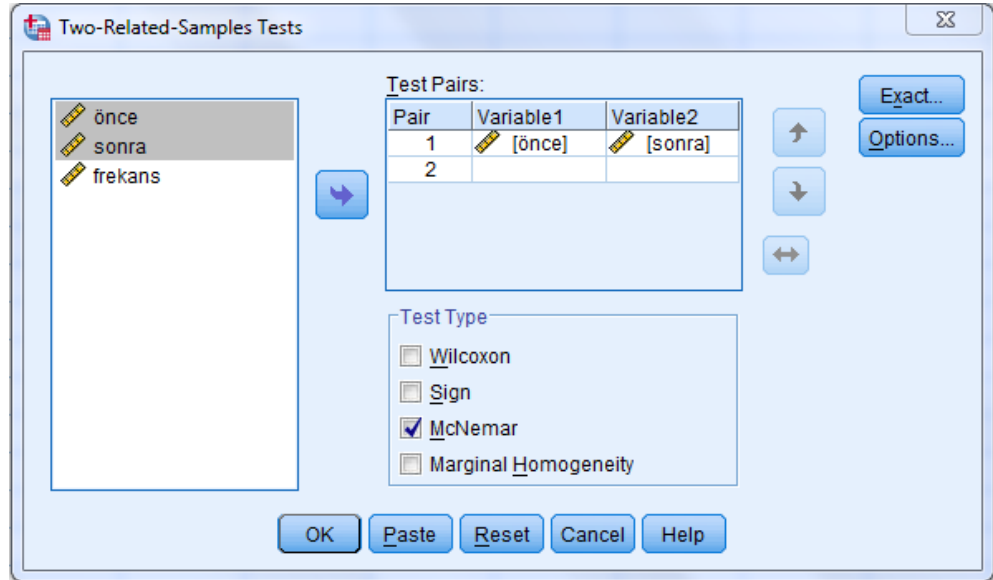 Two-Related-Samples Tests
önce
sonra
frekans
Test Pairs:
Pair Variable1 Variable2
1 [önce] [sonra]
2
Exact...
Options...
Test Type
Wilcoxon
Sign
McNemar
Marginal Homogeneity
OK Paste Reset Cancel Help